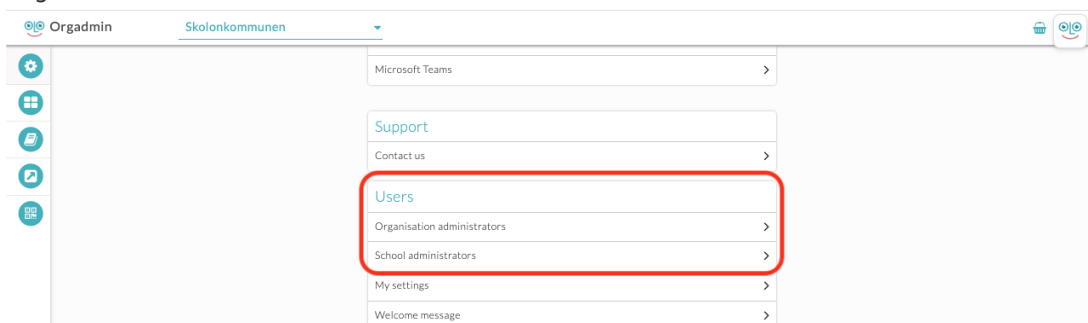 Orgadmin
Skolonkommunen
Microsoft Teams
Support
Contact us
Users
Organisation administrators
School administrators
My settings
Welcome message